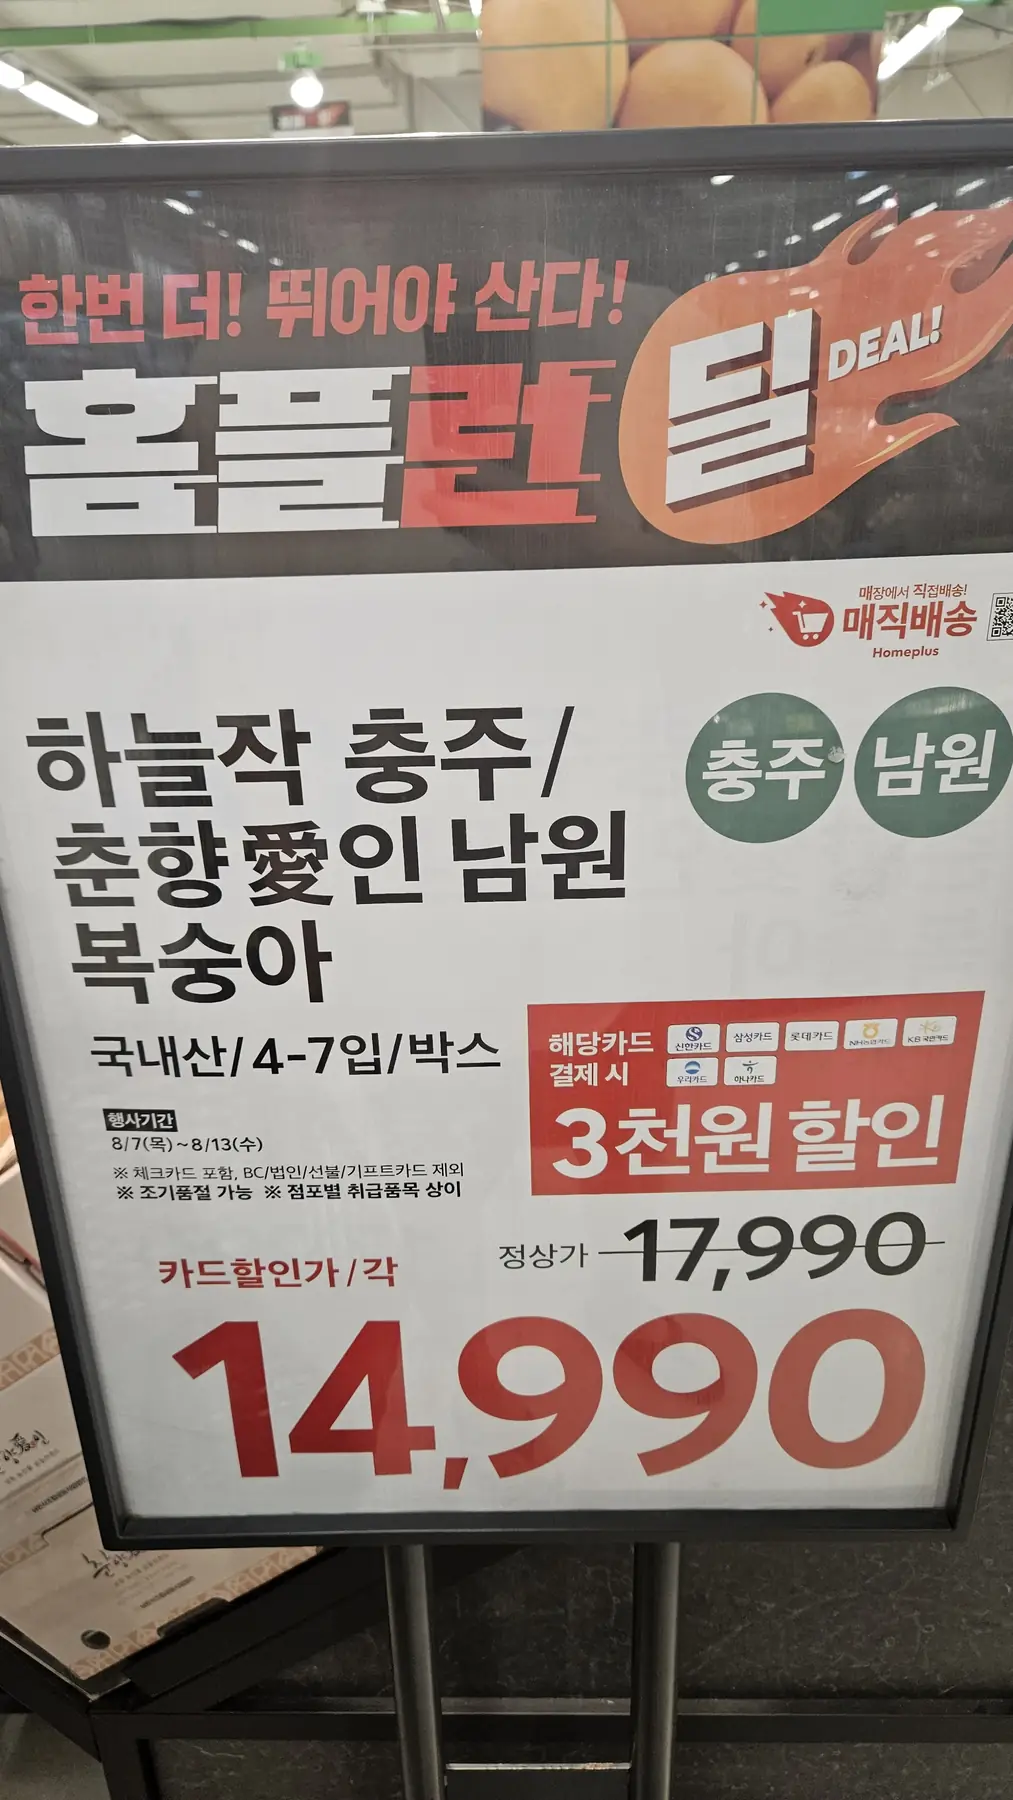 한번 더! 뛰어야 산다!
홈플런 딜 DEAL!
매장에서 직접배송!
매직배송
Homeplus
하늘작 충주/
춘향愛인 남원
복숭아
충주 남원
국내산/4-7입/박스
해당카드
결제 시
신한카드 삼성카드 롯데카드 NH농협카드 KB국민카드
우리카드 하나카드
3천원 할인
행사기간
8/7(목)~8/13(수)
※ 체크카드 포함, BC/법인/선불/기프트카드 제외
※ 조기품절 가능 ※ 점포별 취급품목 상이
정상가 17,990
카드할인가/각
14,990